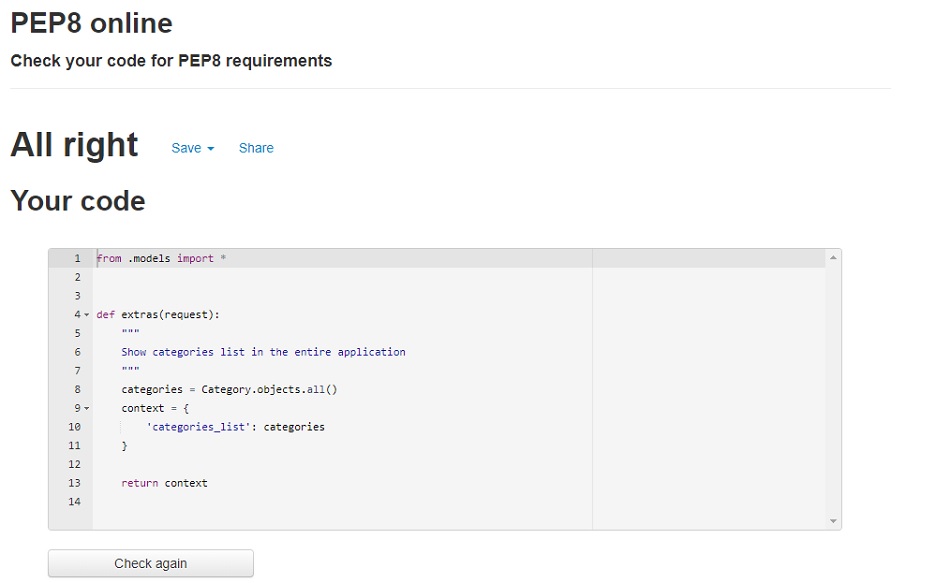 PEP8 online
Check your code for PEP8 requirements
All right Save Share
Your code
1 from .models import *
2
3
4 def extras(request):
5 """
6 Show categories list in the entire application
7 """
8 categories = Category.objects.all()
9 context = {
10 'categories_list': categories
11 }
12
13 return context
14
Check again